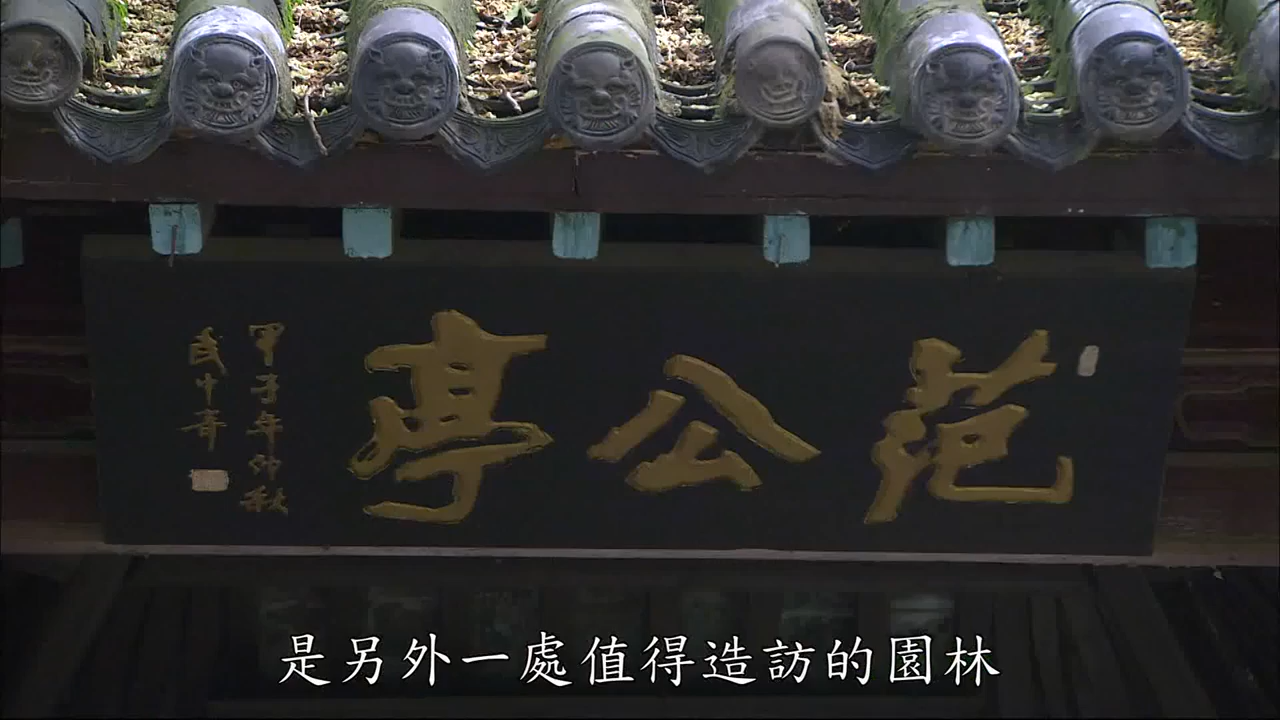 范公亭
甲子年仲秋
武中奇
是另外一處值得造訪的園林